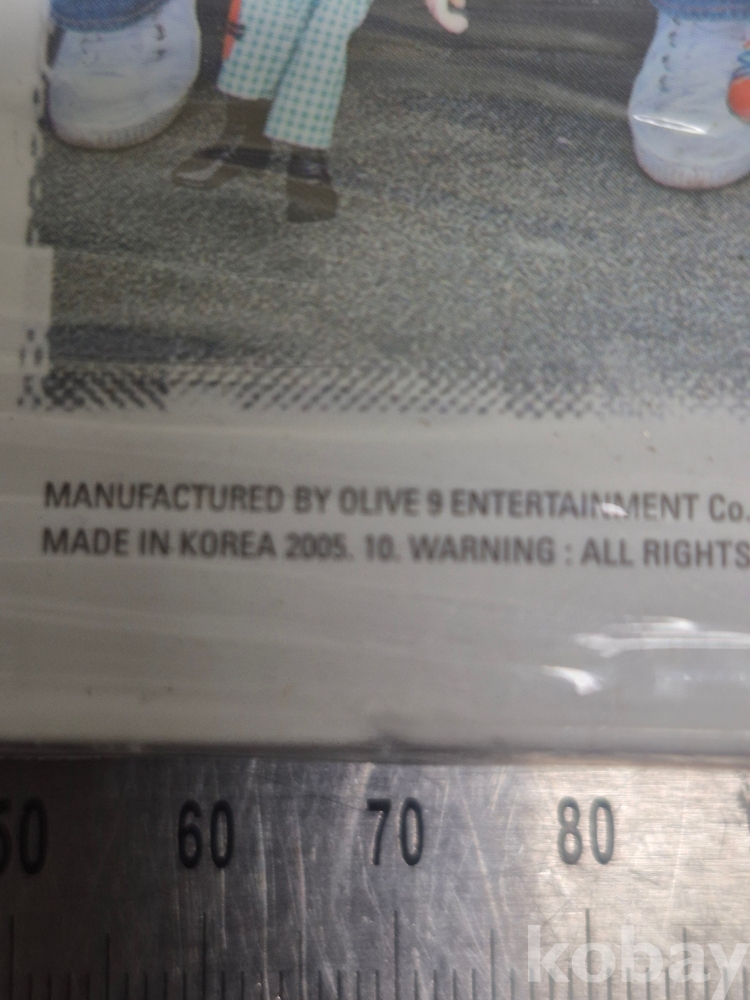 MANUFACTURED BY OLIVE 9 ENTERTAINMENT Co.
MADE IN KOREA 2005. 10. WARNING : ALL RIGHTS
50 60 70 80
kobay